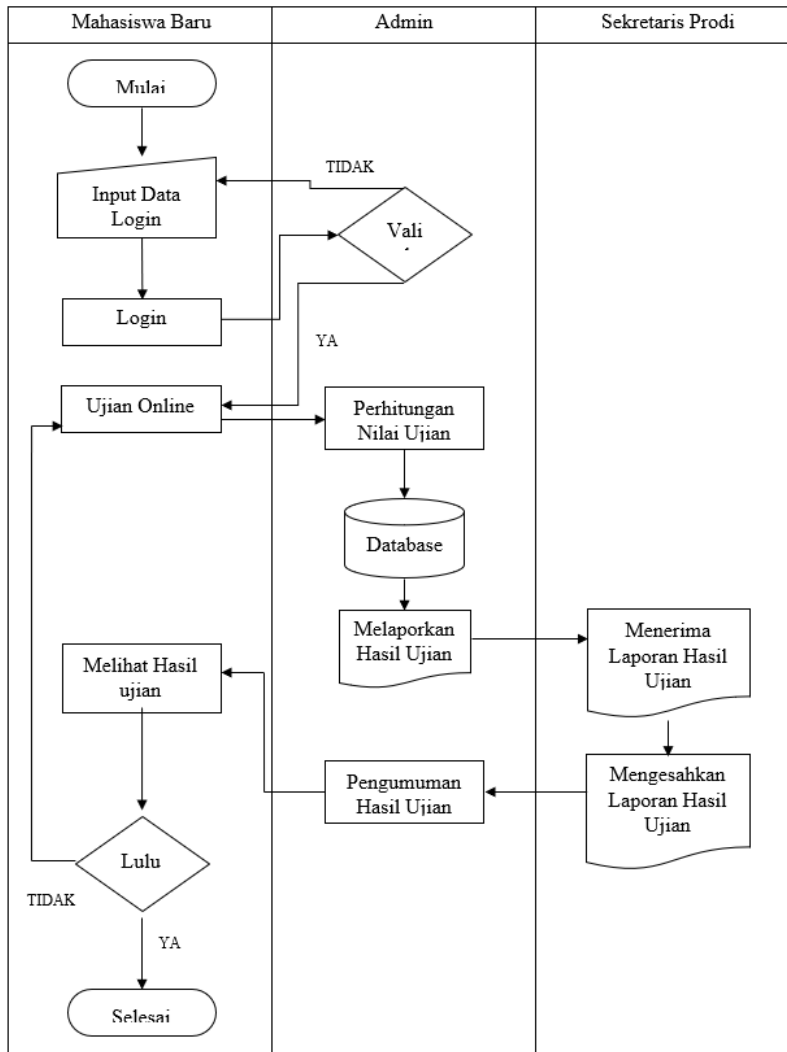 Mahasiswa Baru
Admin
Sekretaris Prodi
Mulai
TIDAK
Input Data
Login
Vali
Login
YA
Ujian Online
Perhitungan
Nilai Ujian
Database
Melaporkan
Hasil Ujian
Menerima
Laporan Hasil
Ujian
Melihat Hasil
ujian
Pengumuman
Hasil Ujian
Mengesahkan
Laporan Hasil
Ujian
Lulu
TIDAK
YA
Selesai